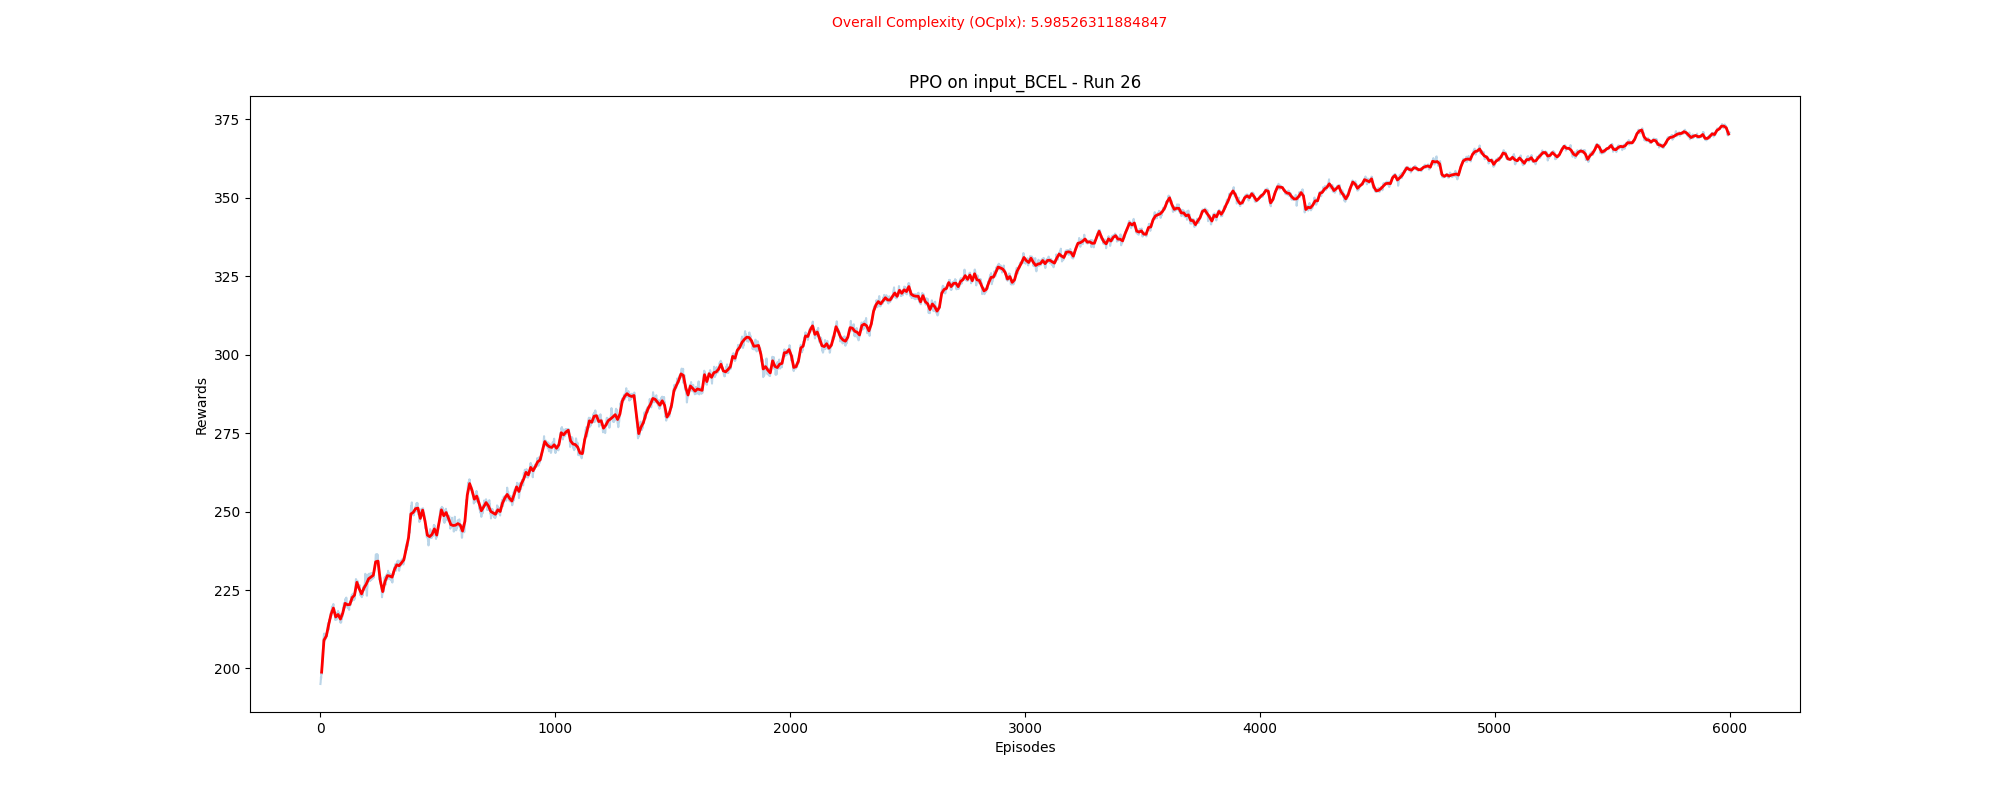 Overall Complexity (OCplx): 5.98526311884847
PPO on input_BCEL - Run 26
375
350
325
300
275
250
225
200
Rewards
0 1000 2000 3000 4000 5000 6000
Episodes